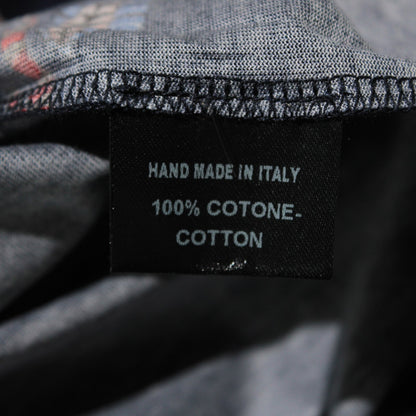 HAND MADE IN ITALY
100% COTONE-
COTTON